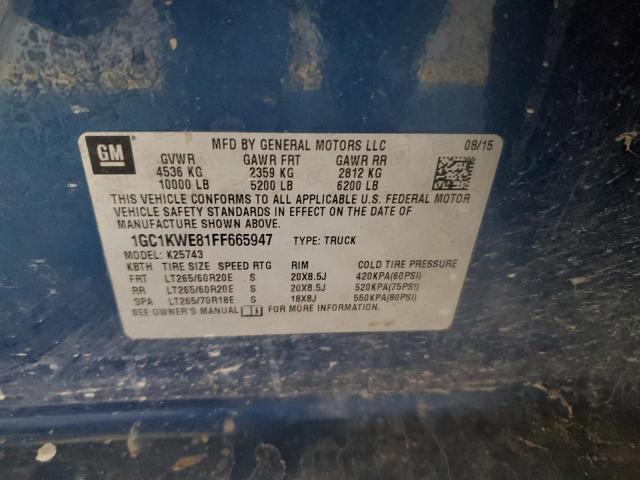 GM
MFD BY GENERAL MOTORS LLC 08/15
GVWR GAWR FRT GAWR RR
4536 KG 2359 KG 2812 KG
10000 LB 5200 LB 6200 LB
THIS VEHICLE CONFORMS TO ALL APPLICABLE U.S. FEDERAL MOTOR
VEHICLE SAFETY STANDARDS IN EFFECT ON THE DATE OF
MANUFACTURE SHOWN ABOVE.
1GC1KWE81FF665947 TYPE: TRUCK
MODEL: K25743
KBTH TIRE SIZE SPEED RTG RIM COLD TIRE PRESSURE
FRT LT265/60R20E S 20X8.5J 420KPA(60PSI)
RR LT265/60R20E S 20X8.5J 520KPA(75PSI)
SPA LT265/70R18E S 18X8J 550KPA(80PSI)
SEE OWNER'S MANUAL FOR MORE INFORMATION